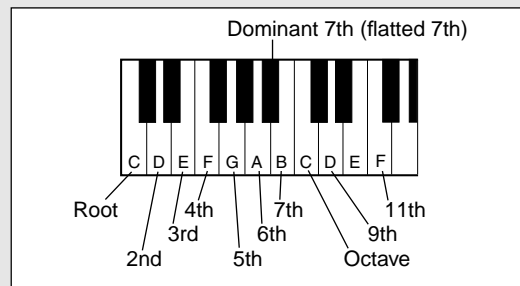 Dominant 7th (flatted 7th)
C D E F G A B C D E F
Root 4th 7th 11th
3rd 6th 9th
2nd 5th Octave